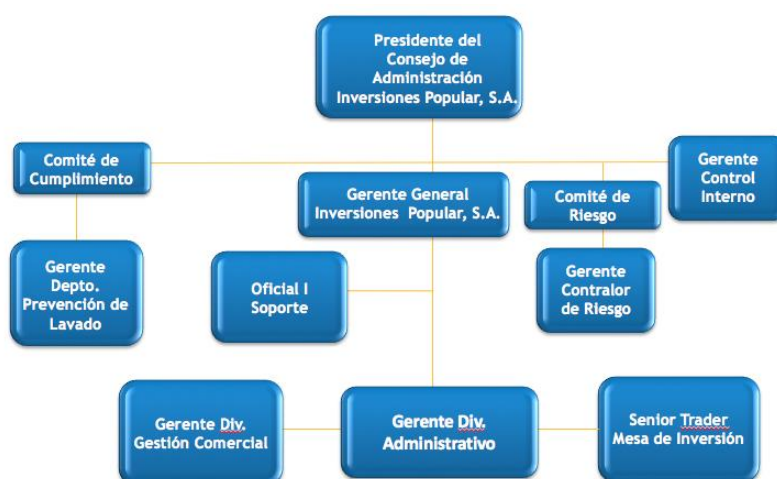 Presidente del
Consejo de
Administración
Inversiones Popular, S.A.
Comité de
Cumplimiento
Gerente General
Inversiones Popular, S.A.
Comité de
Riesgo
Gerente
Control
Interno
Gerente
Depto.
Prevención de
Lavado
Oficial I
Soporte
Gerente
Contralor
de Riesgo
Gerente Div.
Gestión Comercial
Gerente Div.
Administrativo
Senior Trader
Mesa de Inversión